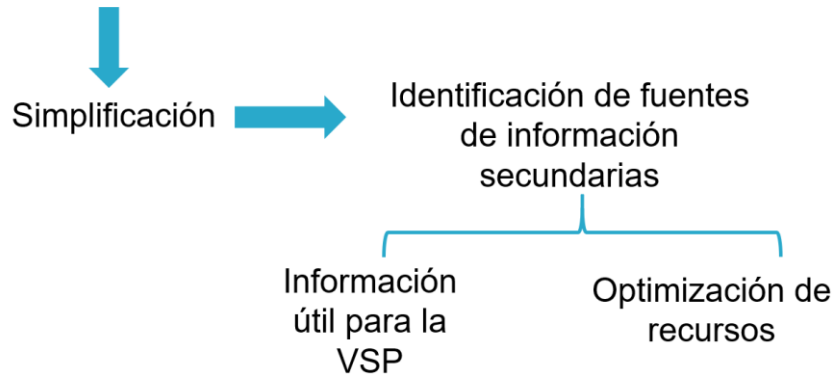 Simplificación
Identificación de fuentes
de información
secundarias
Información
útil para la
VSP
Optimización de
recursos